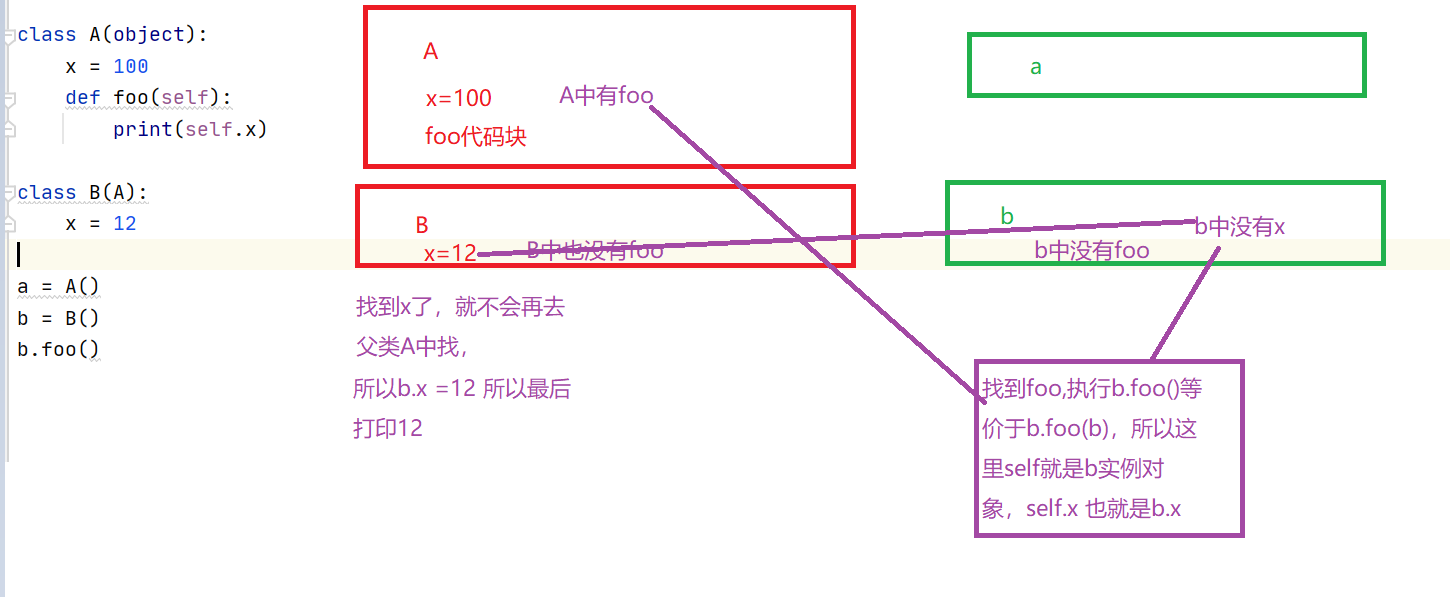 class A(object):
    x = 100
    def foo(self):
        print(self.x)
class B(A):
    x = 12
a = A()
b = B()
b.foo()
A
x=100
A中有foo
foo代码块
a
B
x=12
B中也没有foo
b
b中没有x
b中没有foo
找到x了，就不会再去
父类A中找，
所以b.x =12 所以最后
打印12
找到foo,执行b.foo()等
价于b.foo(b)，所以这
里self就是b实例对
象，self.x 也就是b.x